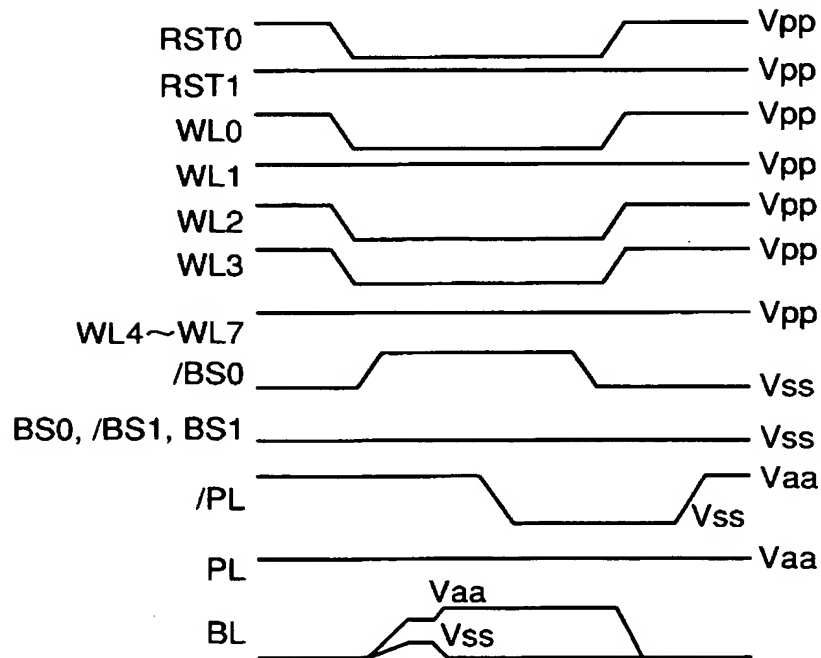 RST0 Vpp
RST1 Vpp
WL0 Vpp
WL1 Vpp
WL2 Vpp
WL3 Vpp
WL4~WL7 Vpp
/BS0 Vss
BS0, /BS1, BS1 Vss
/PL Vaa
Vss
PL Vaa
Vaa
BL Vss